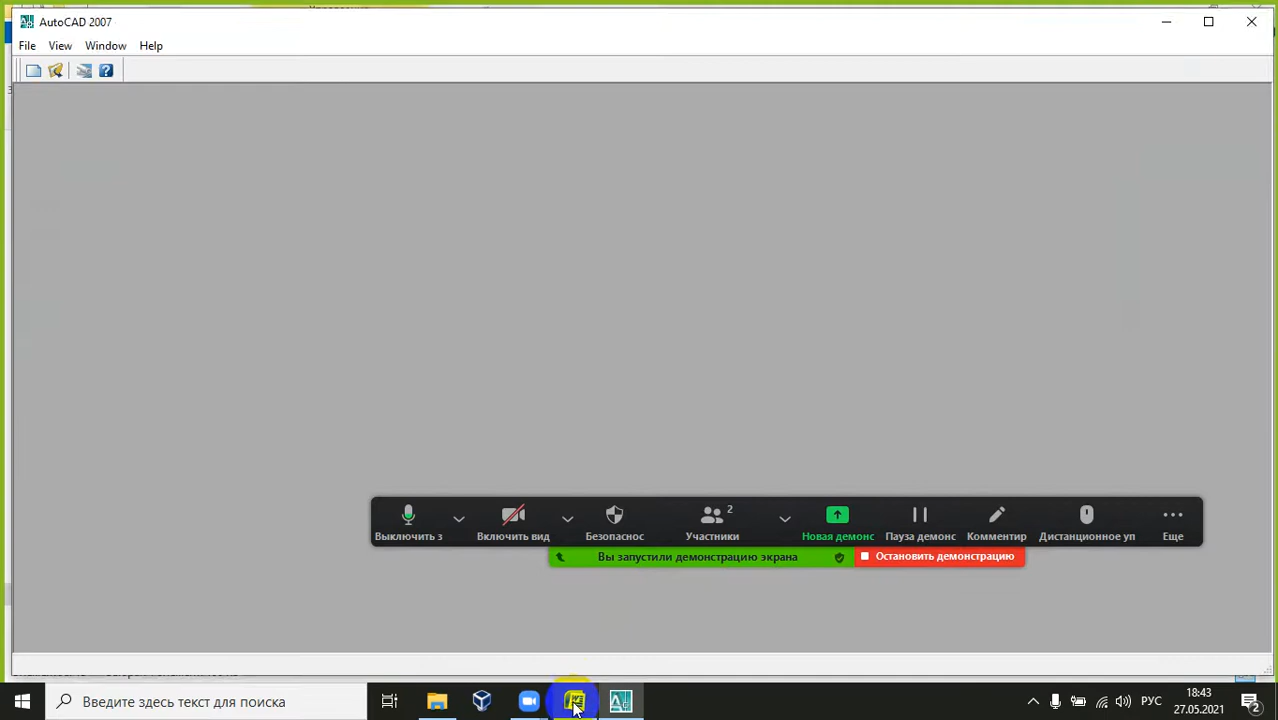 AutoCAD 2007
File View Window Help
2
Выключить з Включить вид Безопаснос Участники Новая демонс Пауза демонс Комментир Дистанционное уп Еще
Вы запустили демонстрацию экрана Остановить демонстрацию
Введите здесь текст для поиска
РУС
18:43
27.05.2021
2